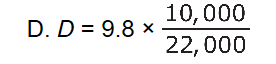 D. D = 9.8 × 10,000
22,000